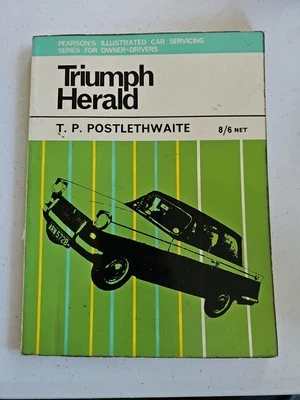 PEARSON'S ILLUSTRATED CAR SERVICING
SERIES FOR OWNER-DRIVERS
Triumph
Herald
T. P. POSTLETHWAITE 8/6 NET